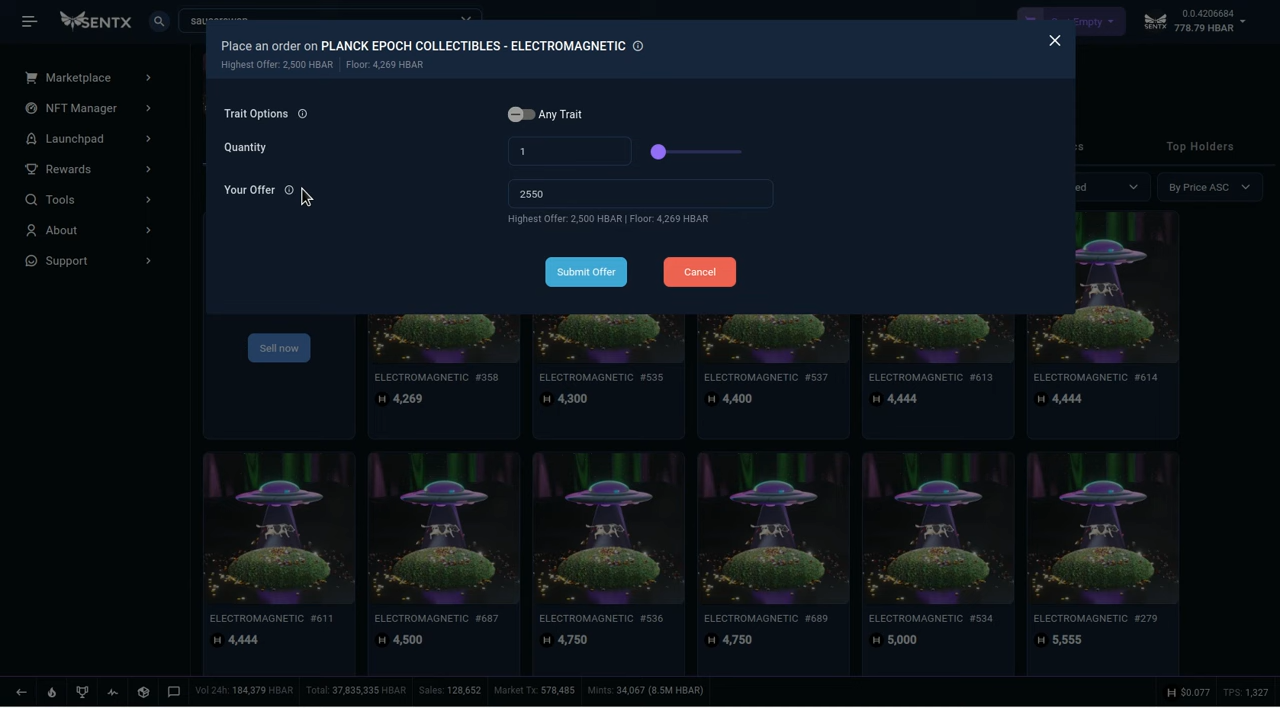 SENTX
Empty
0.0.4206684
778.79 HBAR
Place an order on PLANCK EPOCH COLLECTIBLES - ELECTROMAGNETIC
Highest Offer: 2,500 HBAR Floor: 4,269 HBAR
Marketplace
NFT Manager
Launchpad
Rewards
Tools
About
Support
Trait Options
Any Trait
Quantity
1
Your Offer
2550
Highest Offer: 2,500 HBAR | Floor: 4,269 HBAR
Submit Offer
Cancel
Top Holders
By Price ASC
Sell now
ELECTROMAGNETIC #358
4,269
ELECTROMAGNETIC #535
4,300
ELECTROMAGNETIC #537
4,400
ELECTROMAGNETIC #613
4,444
ELECTROMAGNETIC #614
4,444
ELECTROMAGNETIC #611
4,444
ELECTROMAGNETIC #687
4,500
ELECTROMAGNETIC #536
4,750
ELECTROMAGNETIC #689
4,750
ELECTROMAGNETIC #534
5,000
ELECTROMAGNETIC #279
5,555
Vol 24h: 184,379 HBAR Total: 37,835,335 HBAR Sales: 128,652 Market Tx: 578,485 Mints: 34,067 (8.5M HBAR)
$0.077 TPS: 1,327